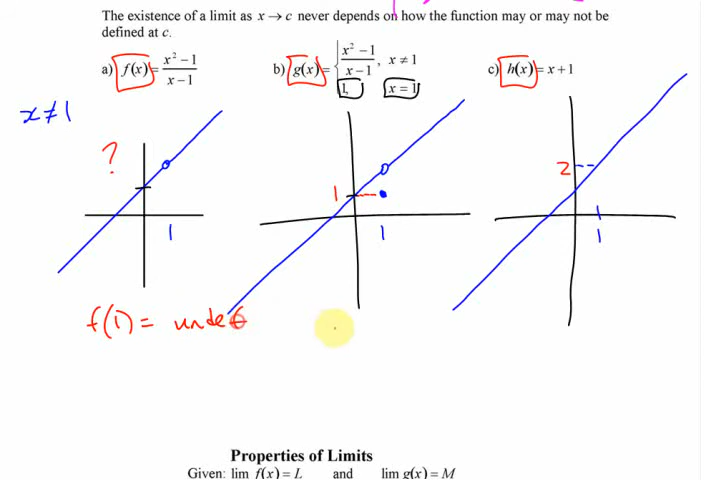 The existence of a limit as x → c never depends on how the function may or may not be
defined at c.
a) f(x) = x² − 1 / x − 1
b) g(x) = { x² − 1 / x − 1, x ≠ 1
1, x = 1
c) h(x) = x + 1
x ≠ 1
?
1
1
1
2
1
f(1) = undef
Properties of Limits
Given: lim f(x) = L and lim g(x) = M